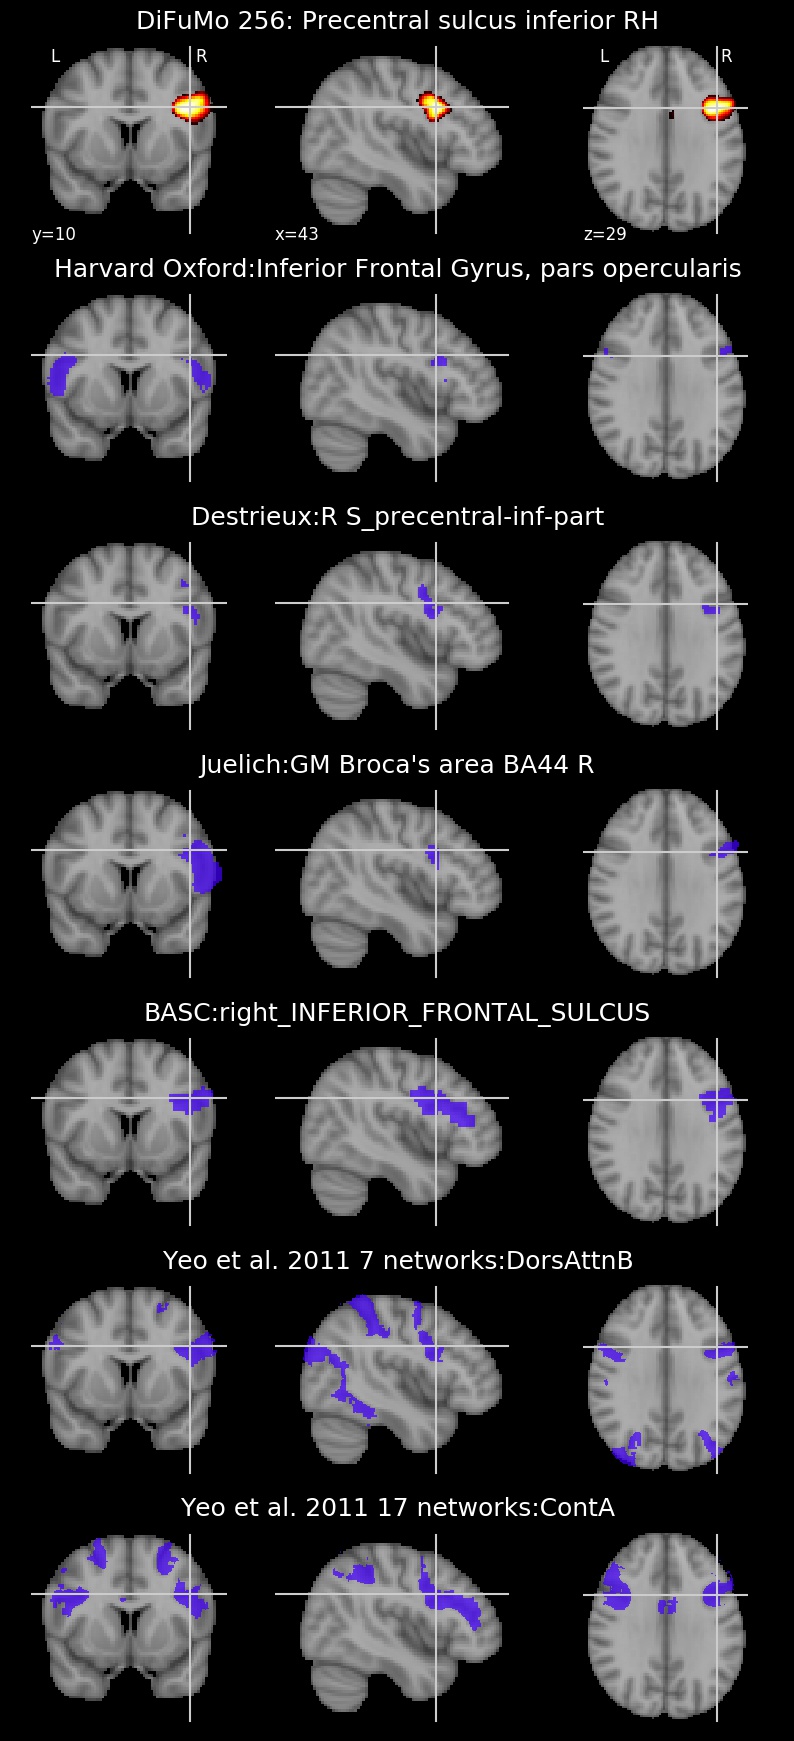 DiFuMo 256: Precentral sulcus inferior RH
L R L R
y=10 x=43 z=29
Harvard Oxford:Inferior Frontal Gyrus, pars opercularis
Destrieux:R S_precentral-inf-part
Juelich:GM Broca's area BA44 R
BASC:right_INFERIOR_FRONTAL_SULCUS
Yeo et al. 2011 7 networks:DorsAttnB
Yeo et al. 2011 17 networks:ContA